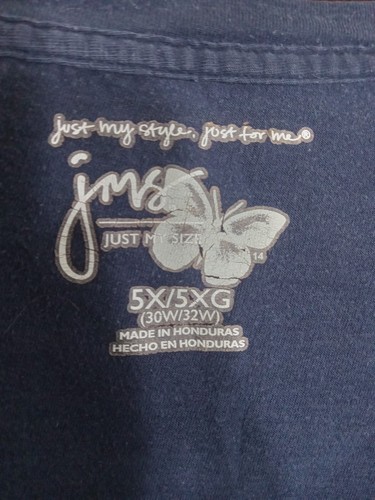 just my style, just for me®
jms
JUST MY SIZE
14
5X/5XG
(30W/32W)
MADE IN HONDURAS
HECHO EN HONDURAS